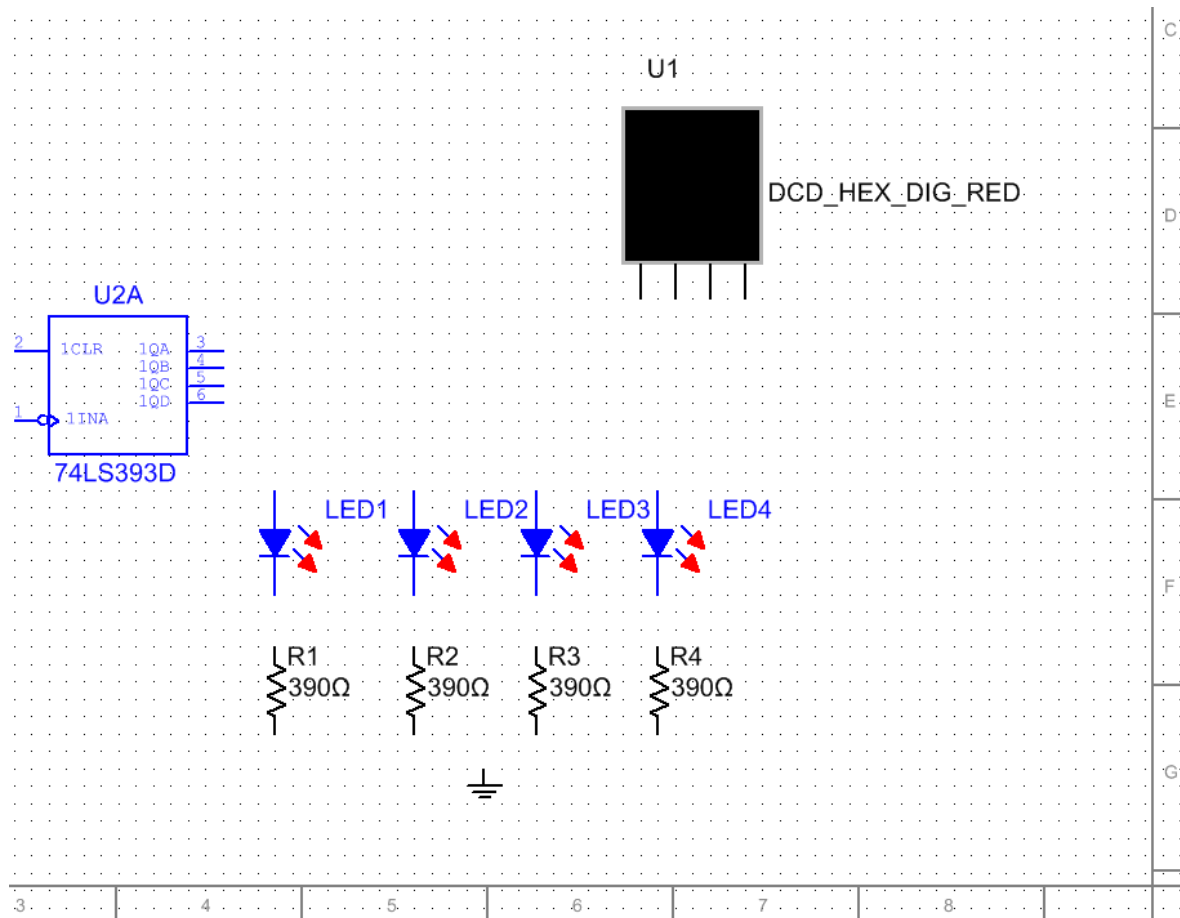 C
U1
DCD_HEX_DIG_RED
D
U2A
2 1CLR 1QA 3
1QB 4
1QC 5
1QD 6
E
1 1INA
74LS393D
LED1 LED2 LED3 LED4
F
R1 R2 R3 R4
390Ω 390Ω 390Ω 390Ω
G
3 4 5 6 7 8